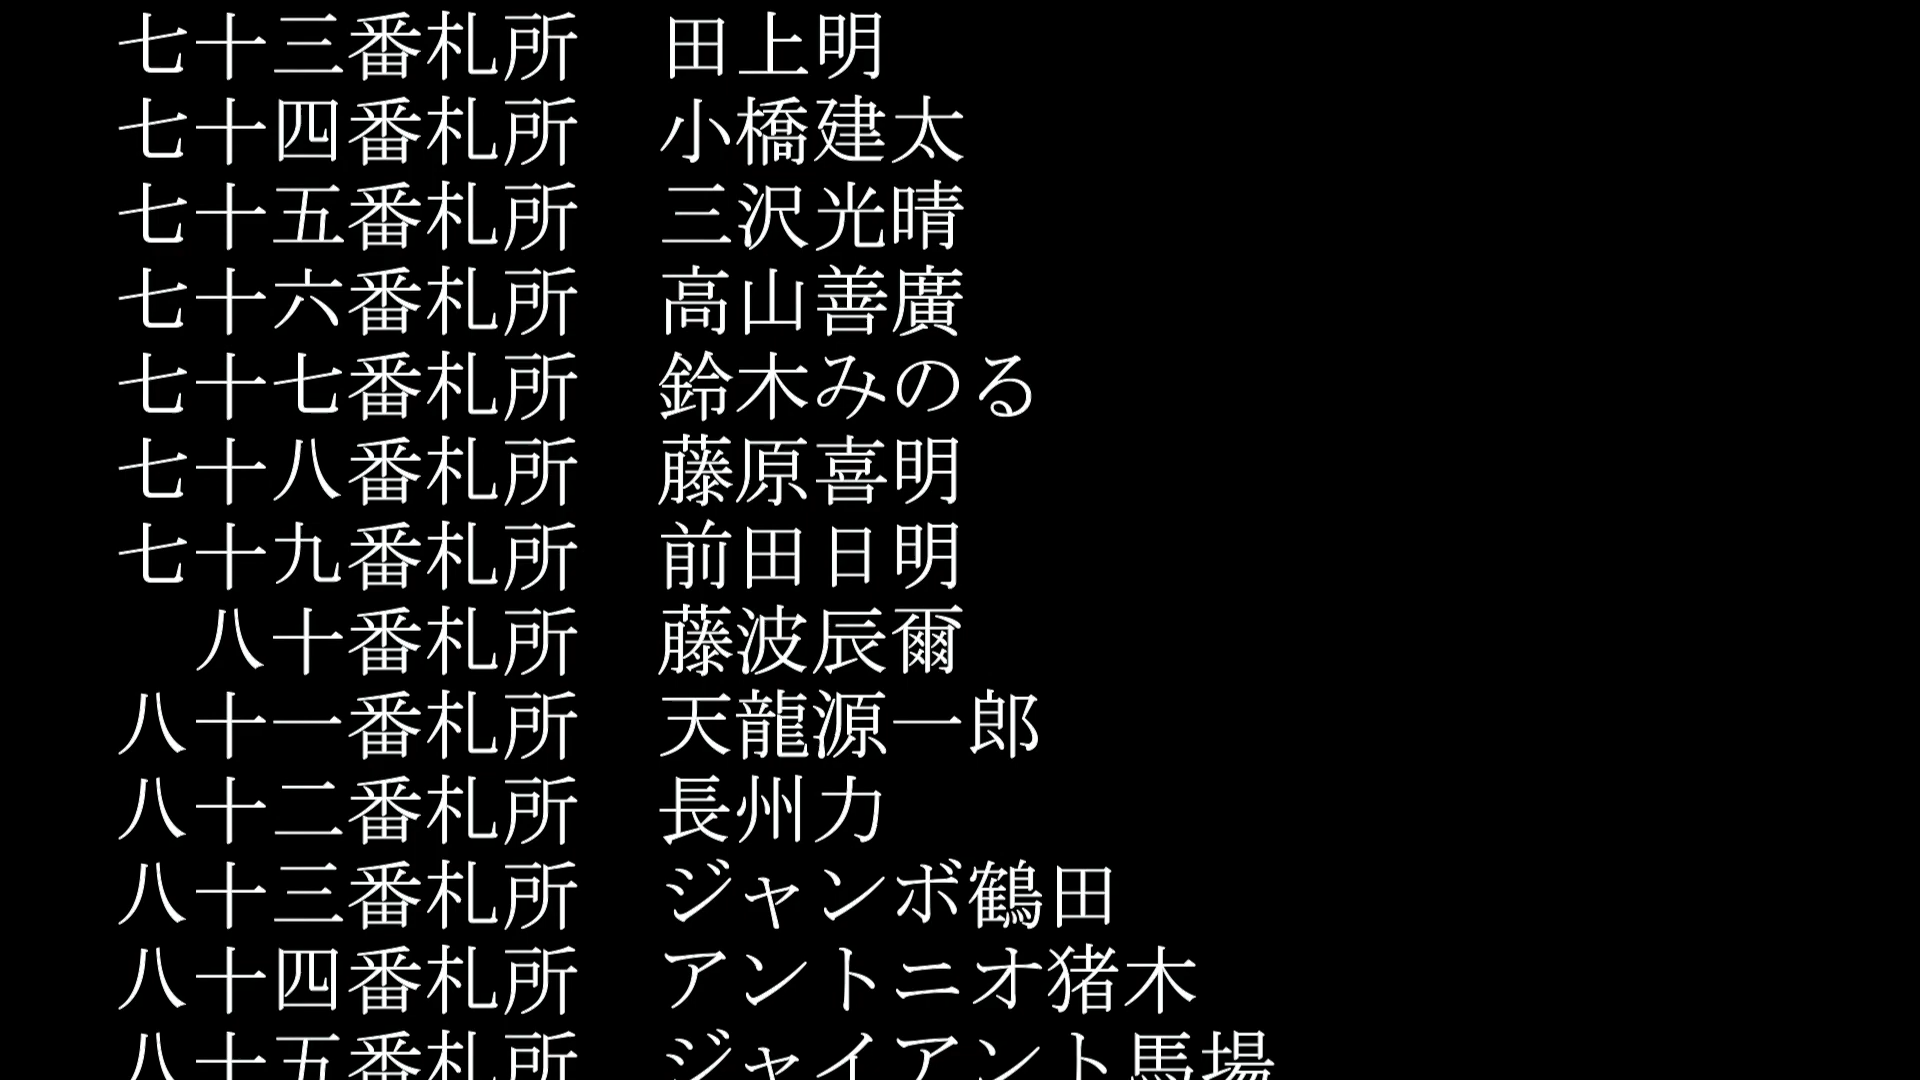 七十三番札所　田上明
七十四番札所　小橋建太
七十五番札所　三沢光晴
七十六番札所　高山善廣
七十七番札所　鈴木みのる
七十八番札所　藤原喜明
七十九番札所　前田日明
八十番札所　藤波辰爾
八十一番札所　天龍源一郎
八十二番札所　長州力
八十三番札所　ジャンボ鶴田
八十四番札所　アントニオ猪木
八十五番札所　ジャイアント馬場